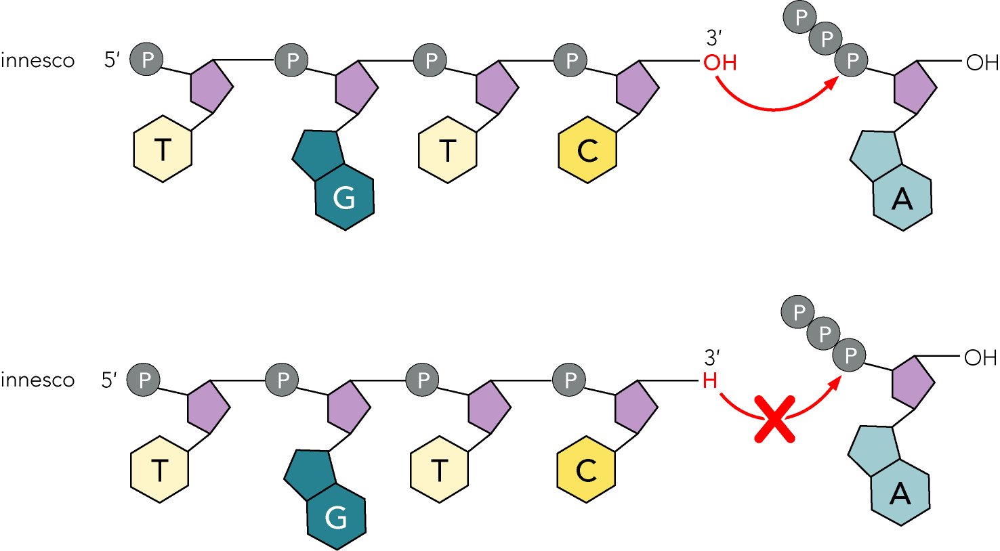 P
P
3′
innesco 5′ P P P P OH P OH
T T C
G A
P
P
3′
innesco 5′ P P P P H P OH
T T C
G A